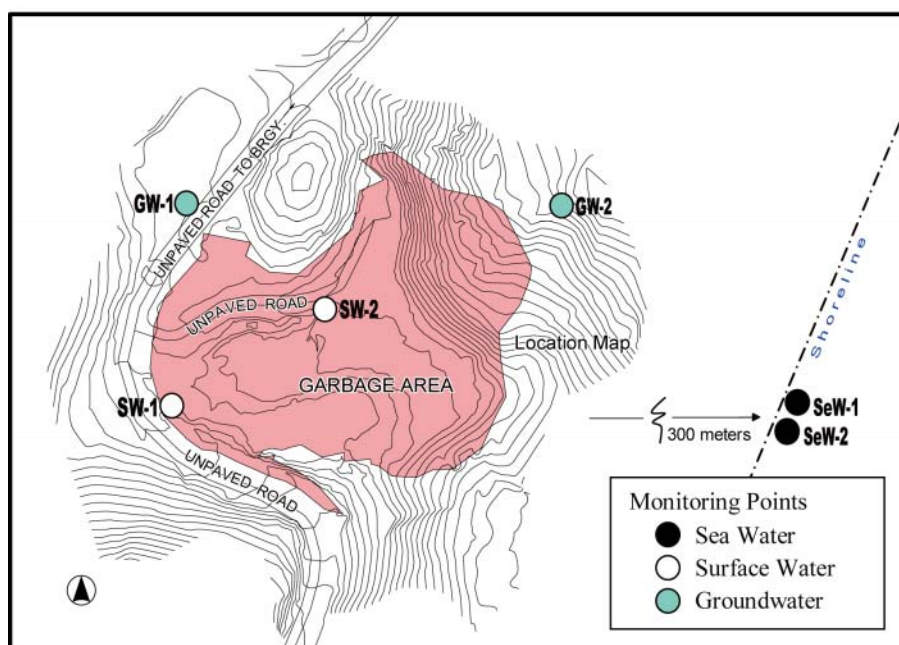 UNPAVED ROAD TO BRGY.
GW-1
GW-2
UNPAVED ROAD
SW-2
Shoreline
Location Map
GARBAGE AREA
SW-1
SeW-1
300 meters
SeW-2
UNPAVED ROAD
Monitoring Points
Sea Water
Surface Water
Groundwater